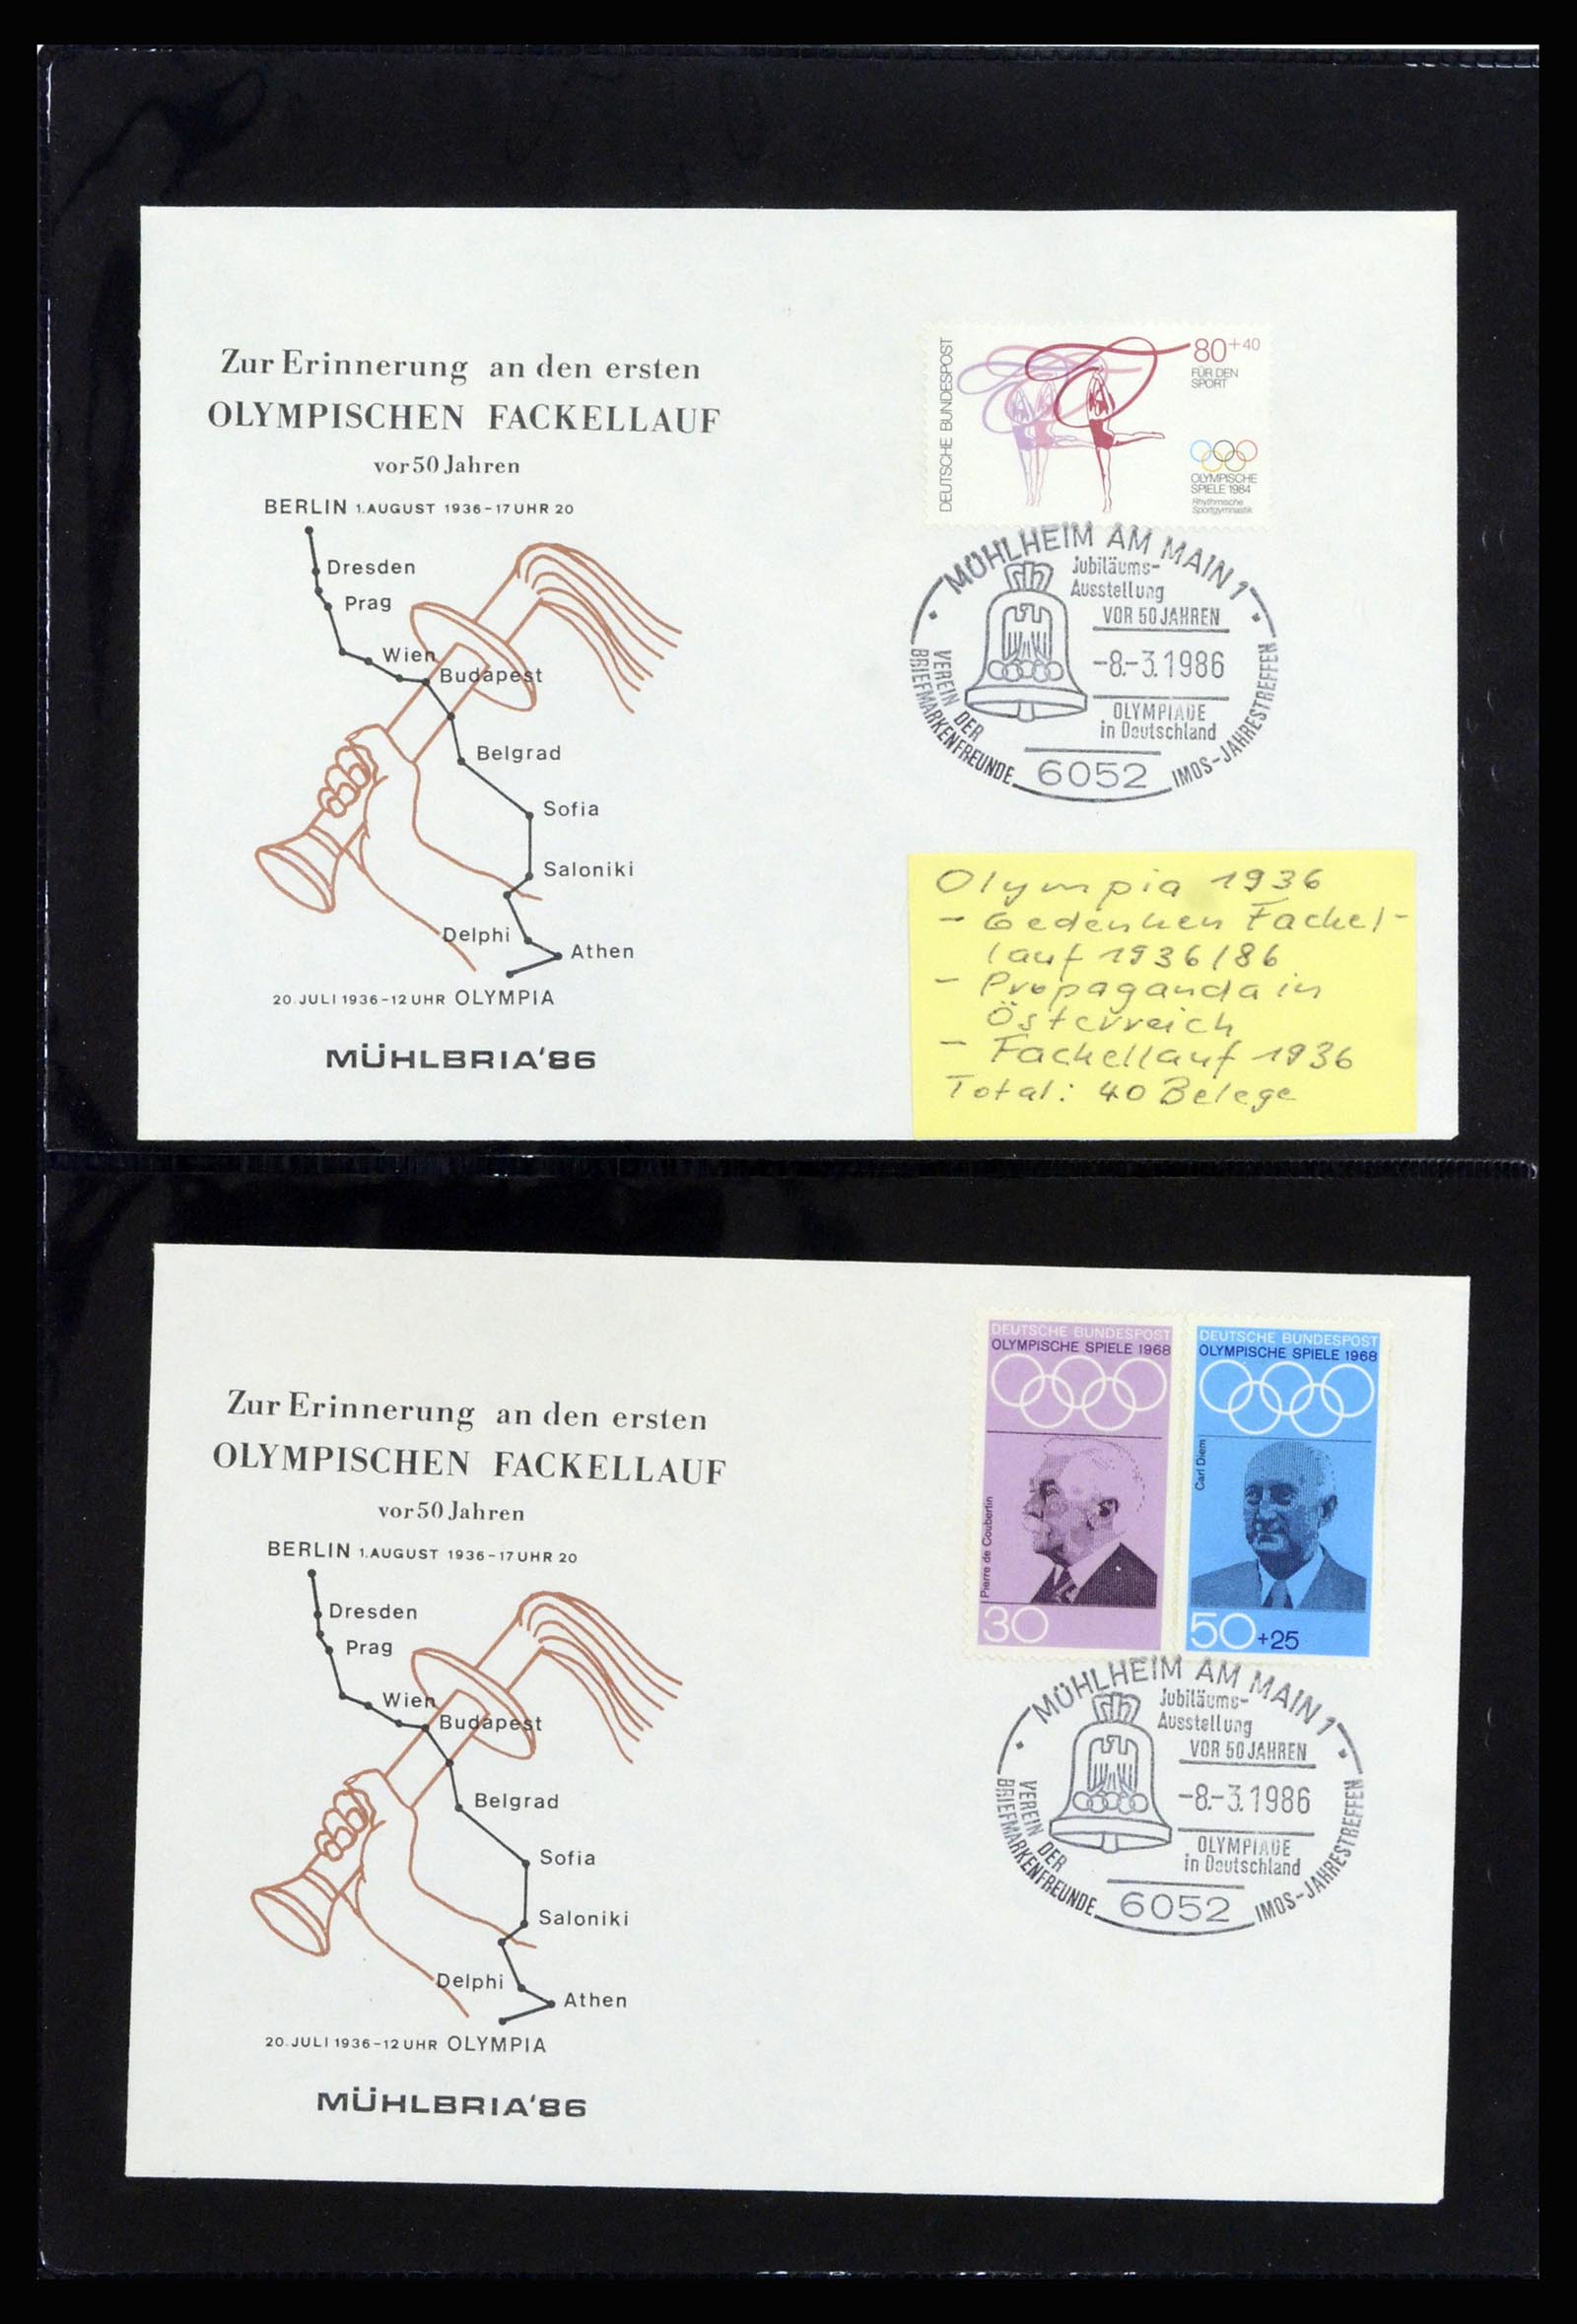 Zur Erinnerung an den ersten
OLYMPISCHEN FACKELLAUF
vor 50 Jahren
BERLIN 1.AUGUST 1936-17 UHR 20
Dresden
Prag
Wien
Budapest
Belgrad
Sofia
Saloniki
Delphi
Athen
20.JULI 1936-12 UHR OLYMPIA
MÜHLBRIA'86
DEUTSCHE BUNDESPOST
80+40
FÜR DEN
SPORT
OLYMPISCHE
SPIELE 1984
Rhythmische
Sportgymnastik
MÜHLHEIM AM MAIN 1
Jubiläums-
Ausstellung
VOR 50 JAHREN
-8.-3.1986
OLYMPIADE
in Deutschland
VEREIN DER
BRIEFMARKENFREUNDE
6052
IMOS-JAHRESTREFFEN
Olympia 1936
- Gedenken Fackel-
lauf 1936/86
- Propaganda in
Österreich
- Fackellauf 1936
Total: 40 Belege
Zur Erinnerung an den ersten
OLYMPISCHEN FACKELLAUF
vor 50 Jahren
BERLIN 1.AUGUST 1936-17 UHR 20
Dresden
Prag
Wien
Budapest
Belgrad
Sofia
Saloniki
Delphi
Athen
20.JULI 1936-12 UHR OLYMPIA
MÜHLBRIA'86
DEUTSCHE BUNDESPOST
OLYMPISCHE SPIELE 1968
Pierre de Coubertin
30
DEUTSCHE BUNDESPOST
OLYMPISCHE SPIELE 1968
Carl Diem
50+25
MÜHLHEIM AM MAIN 1
Jubiläums-
Ausstellung
VOR 50 JAHREN
-8.-3.1986
OLYMPIADE
in Deutschland
VEREIN DER
BRIEFMARKENFREUNDE
6052
IMOS-JAHRESTREFFEN